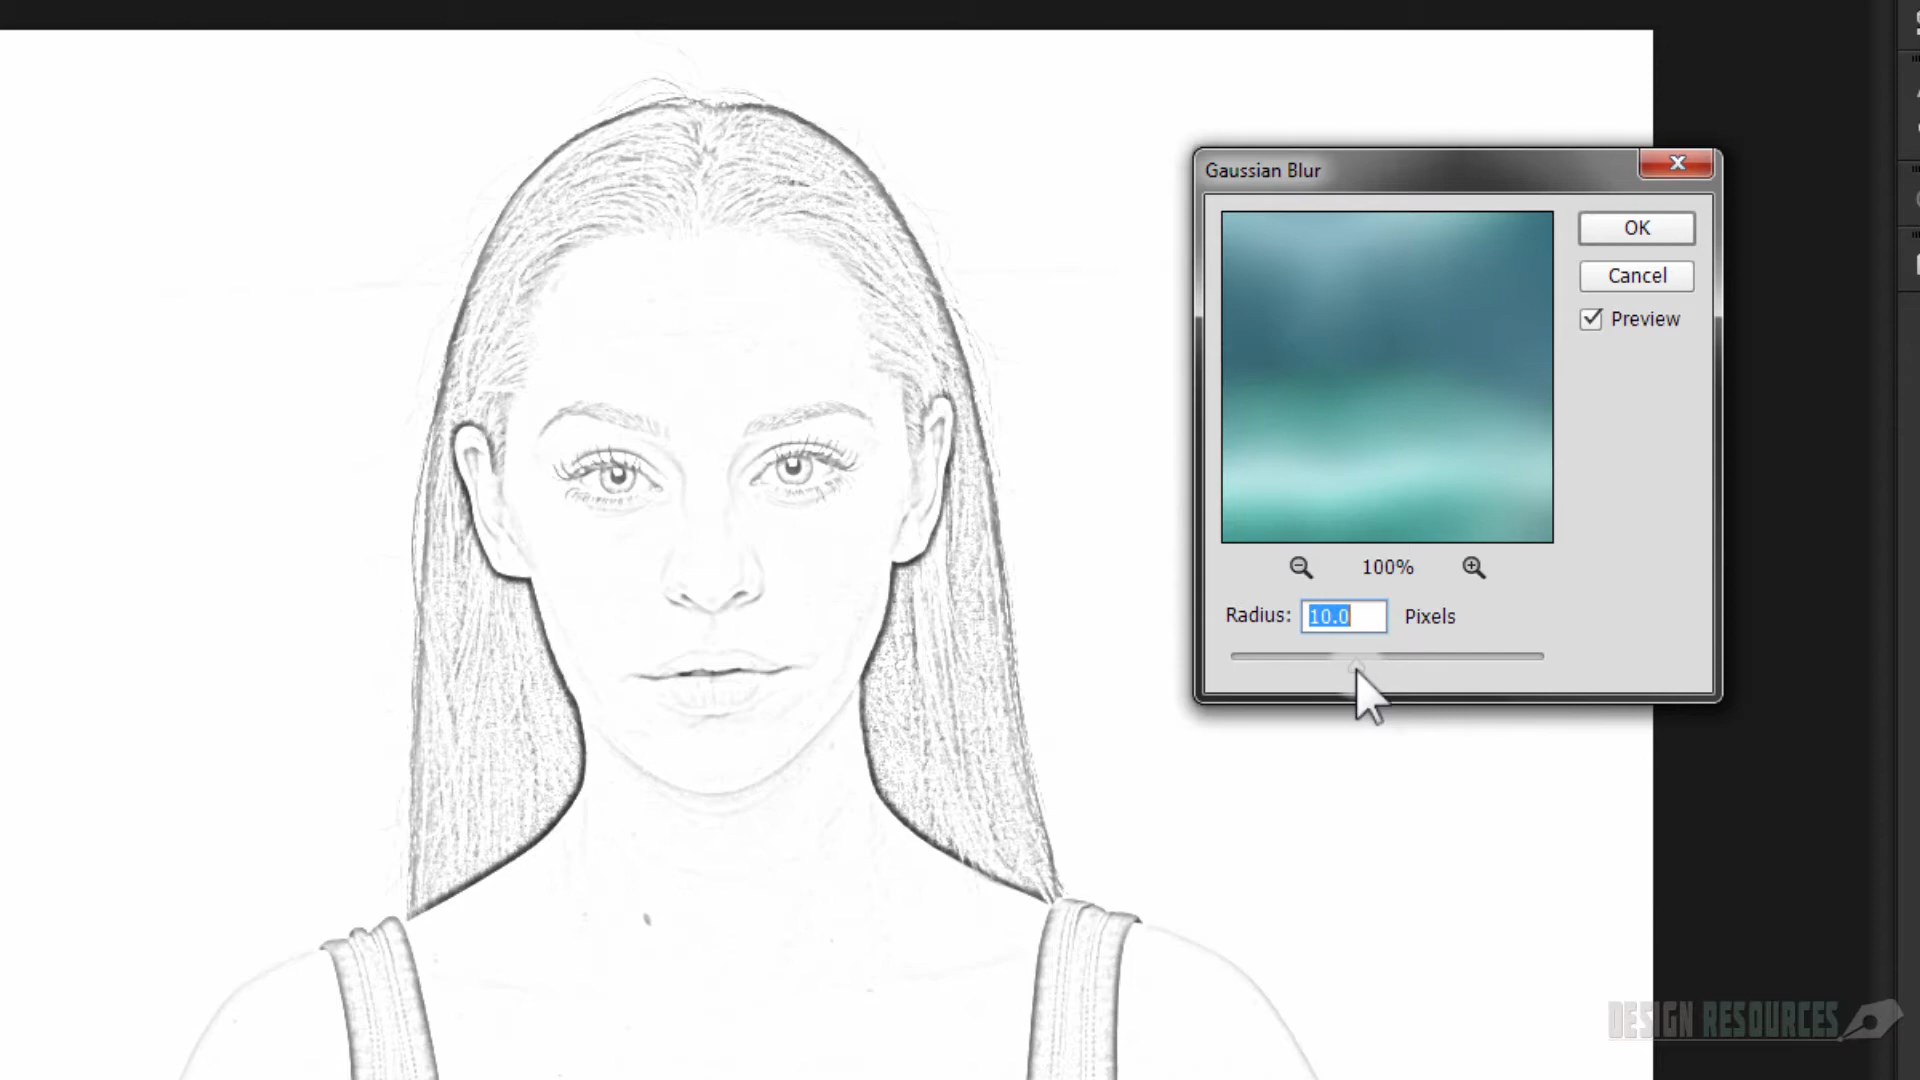 Gaussian Blur
OK
Cancel
Preview
100%
Radius: 10.0 Pixels
DESIGN RESOURCES